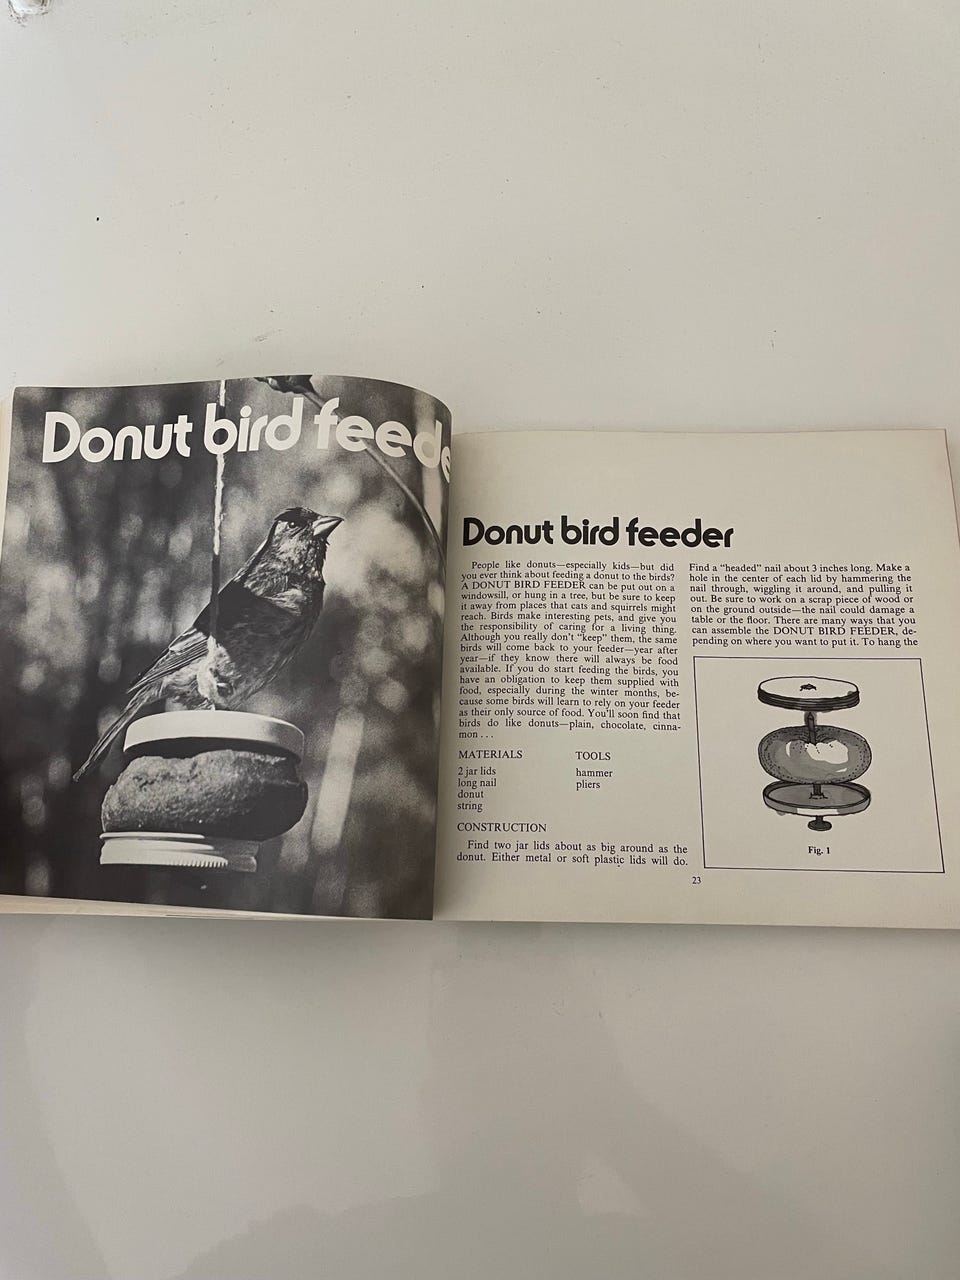 Donut bird feede
Donut bird feeder
People like donuts—especially kids—but did
you ever think about feeding a donut to the birds?
A DONUT BIRD FEEDER can be put out on a
windowsill, or hung in a tree, but be sure to keep
it away from places that cats and squirrels might
reach. Birds make interesting pets, and give you
the responsibility of caring for a living thing.
Although you really don't "keep" them, the same
birds will come back to your feeder—year after
year—if they know there will always be food
available. If you do start feeding the birds, you
have an obligation to keep them supplied with
food, especially during the winter months, be-
cause some birds will learn to rely on your feeder
as their only source of food. You'll soon find that
birds do like donuts—plain, chocolate, cinna-
mon . . .
MATERIALS
2 jar lids
long nail
donut
string
TOOLS
hammer
pliers
CONSTRUCTION
Find two jar lids about as big around as the
donut. Either metal or soft plastic lids will do.
Find a "headed" nail about 3 inches long. Make a
hole in the center of each lid by hammering the
nail through, wiggling it around, and pulling it
out. Be sure to work on a scrap piece of wood or
on the ground outside—the nail could damage a
table or the floor. There are many ways that you
can assemble the DONUT BIRD FEEDER, de-
pending on where you want to put it. To hang the
Fig. 1
23